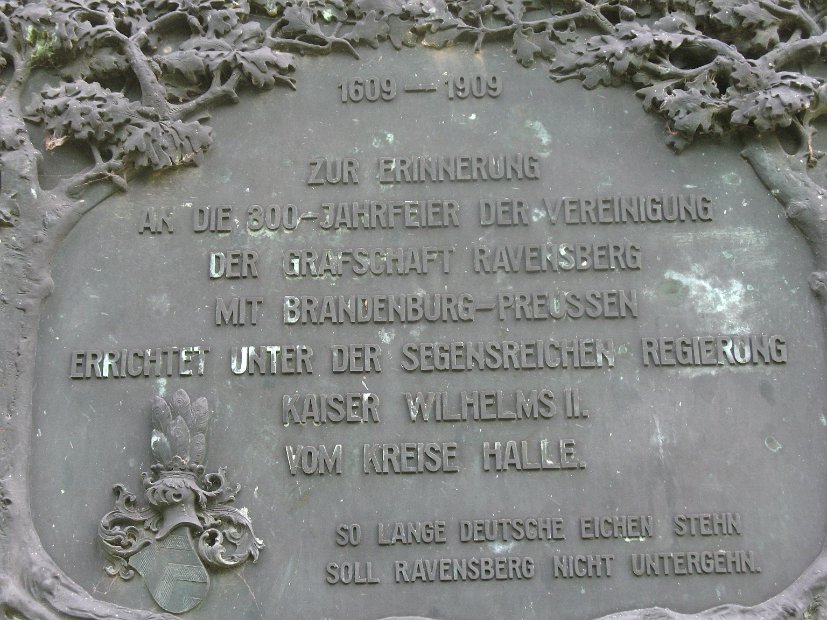 1609 — 1909
ZUR ERINNERUNG
AN DIE 300-JAHRFEIER DER VEREINIGUNG
DER GRAFSCHAFT RAVENSBERG
MIT BRANDENBURG-PREUSSEN
ERRICHTET UNTER DER SEGENSREICHEN REGIERUNG
KAISER WILHELMS II.
VOM KREISE HALLE.
SO LANGE DEUTSCHE EICHEN STEHN
SOLL RAVENSBERG NICHT UNTERGEHN.